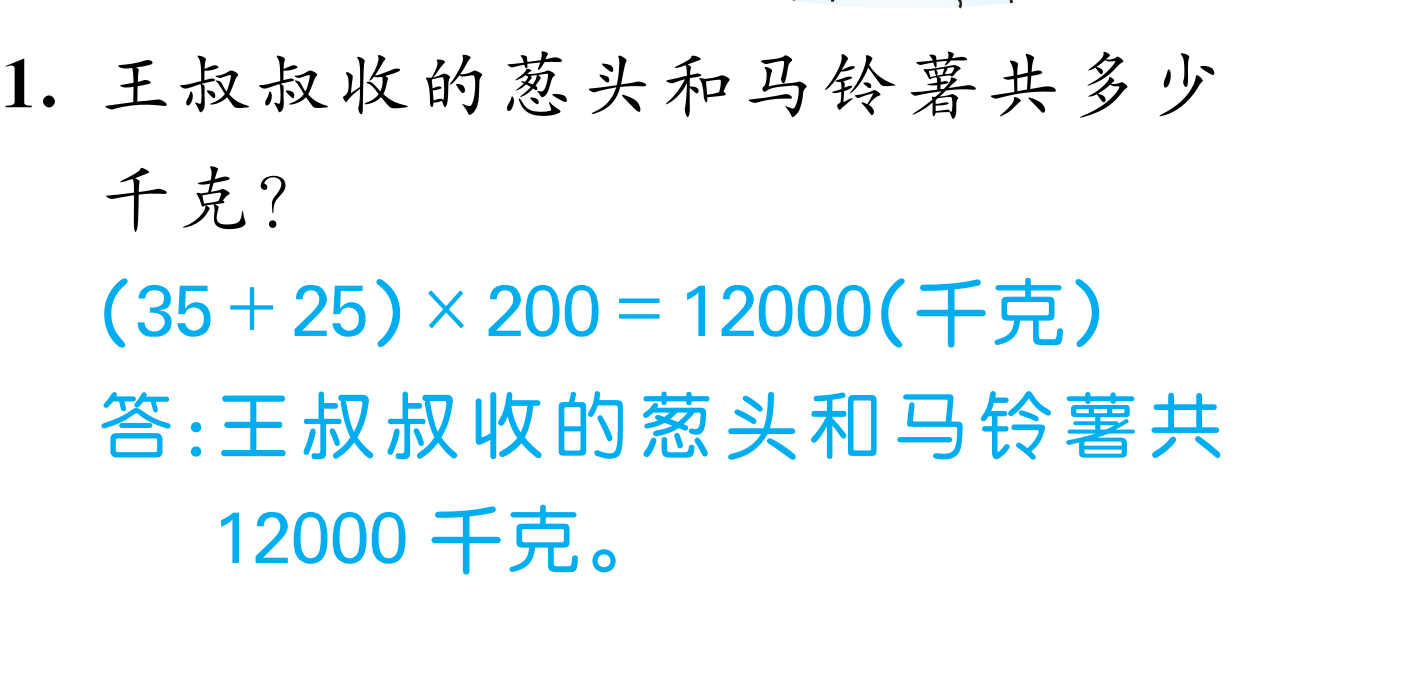 1. 王叔叔收的葱头和马铃薯共多少
千克?
(35+25)×200=12000(千克)
答:王叔叔收的葱头和马铃薯共
12000 千克。